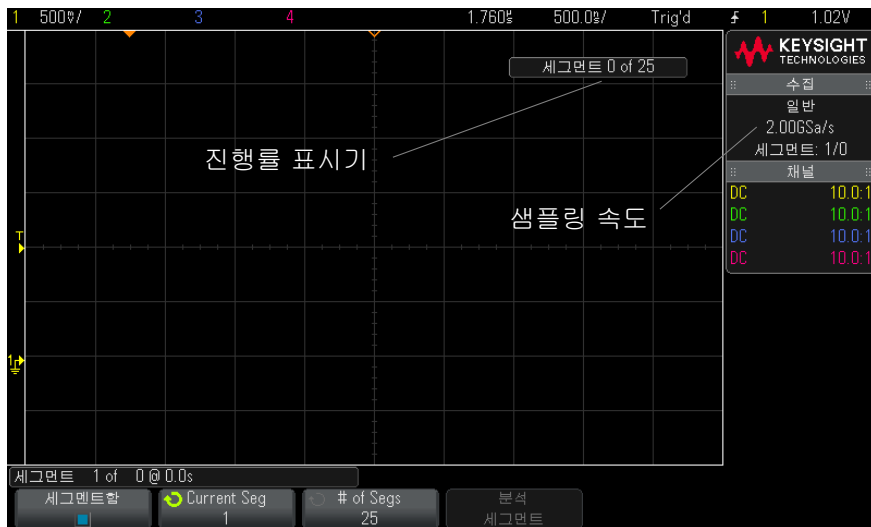 1 500㎷/ 2 3 4 1.760㎲ 500.0㎱/ Trig'd 1 1.02V
KEYSIGHT
TECHNOLOGIES
세그먼트 0 of 25
수집
일반
2.00GSa/s
세그먼트: 1/0
진행률 표시기
채널
DC 10.0:1
DC 10.0:1
DC 10.0:1
DC 10.0:1
샘플링 속도
T
1
세그먼트 1 of 0 @ 0.0s
세그멘트함
Current Seg
1
# of Segs
25
분석
세그먼트